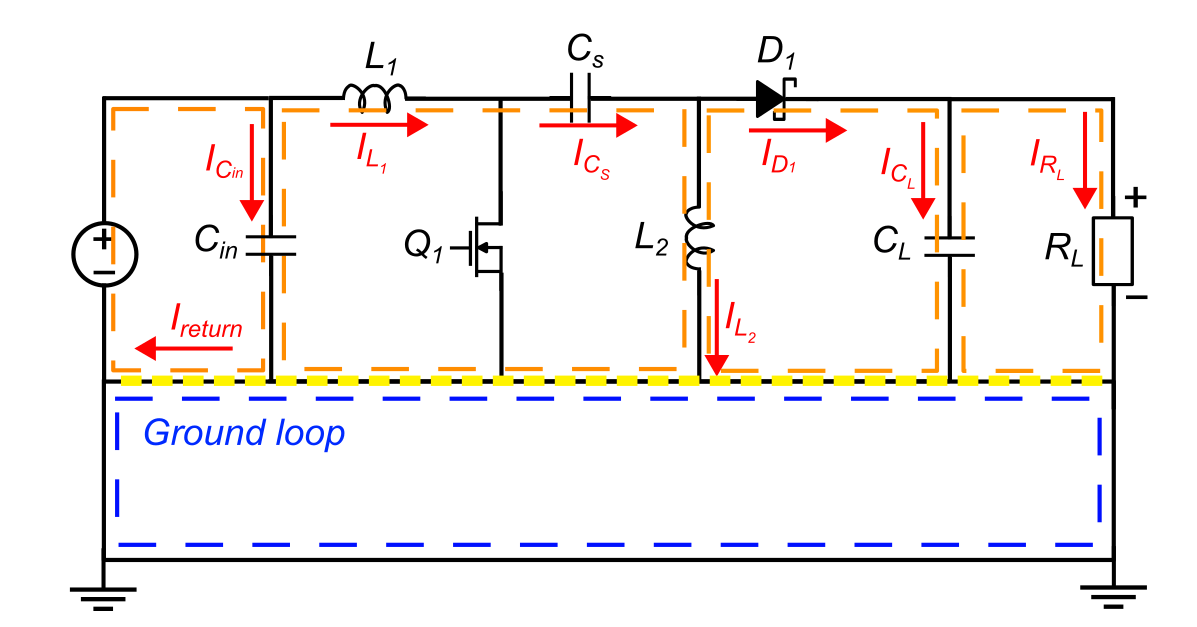 L1
Cs
D1
ICin
IL1
ICS
ID1
ICL
IRL
+
+
−
Cin
Q1
L2
CL
RL
−
Ireturn
IL2
Ground loop